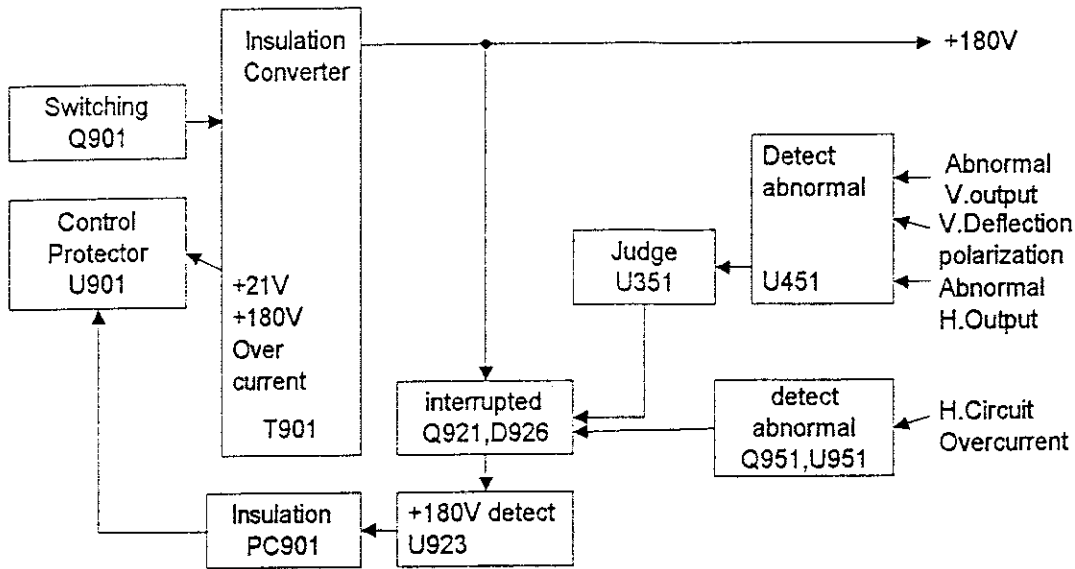 Insulation
Converter
+180V
Switching
Q901
Control
Protector
U901
+21V
+180V
Over
current
T901
Detect
abnormal
U451
Abnormal
V.output
V.Deflection
polarization
Abnormal
H.Output
Judge
U351
interrupted
Q921,D926
detect
abnormal
Q951,U951
H.Circuit
Overcurrent
Insulation
PC901
+180V detect
U923